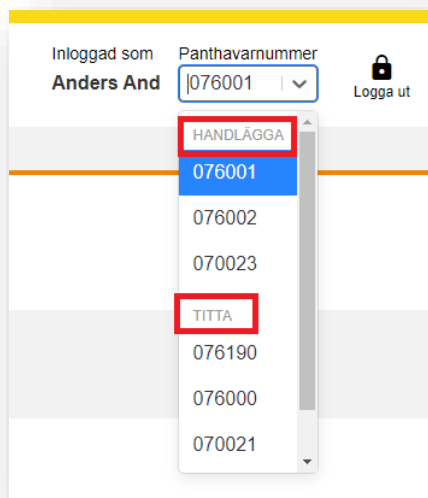 Inloggad som
Anders And
Panthavarnummer
076001
Logga ut
HANDLÄGGA
076001
076002
070023
TITTA
076190
076000
070021